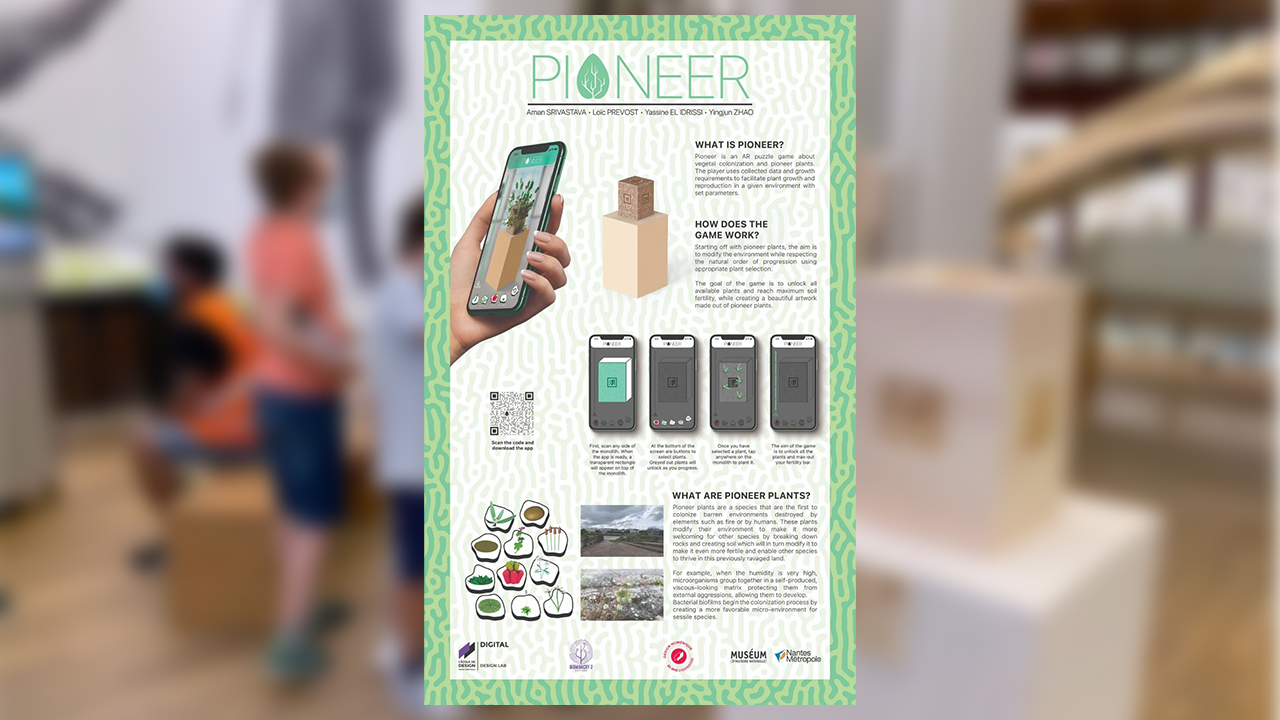 PIONEER
Aman SRIVASTAVA • Loïc PREVOST • Yassine EL IDRISSI • Yingjun ZHAO
WHAT IS PIONEER?
Pioneer is an AR puzzle game about
vegetal colonization and pioneer plants.
The player uses collected data and growth
requirements to facilitate plant growth and
reproduction in a given environment with
set parameters.
HOW DOES THE
GAME WORK?
Starting off with pioneer plants, the aim is
to modify the environment while respecting
the natural order of progression using
appropriate plant selection.
The goal of the game is to unlock all
available plants and reach maximum soil
fertility, while creating a beautiful artwork
made out of pioneer plants.
PIONEER
PIONEER
PIONEER
PIONEER
First, scan any side of
the monolith. When
the app is ready, a
transparent rectangle
will appear on top of
the monolith.
At the bottom of the
screen are buttons to
select plants.
Greyed out plants will
unlock as you progress.
Once you have
selected a plant, tap
anywhere on the
monolith to plant it.
The aim of the game
is to unlock all the
plants and max-out
your fertility bar.
PIONEER
Scan the code and
download the app
WHAT ARE PIONEER PLANTS?
Pioneer plants are a species that are the first to
colonize barren environments destroyed by
elements such as fire or by humans. These plants
modify their environment to make it more
welcoming for other species by breaking down
rocks and creating soil which will in turn modify it to
make it even more fertile and enable other species
to thrive in this previously ravaged land.
For example, when the humidity is very high,
microorganisms group together in a self-produced,
viscous-looking matrix protecting them from
external aggressions, allowing them to develop.
Bacterial biofilms begin the colonization process by
creating a more favorable micro-environment for
sessile species.
L'ÉCOLE DE
DESIGN
DIGITAL
DESIGN LAB
MUSÉUM
D'HISTOIRE NATURELLE
Nantes
Métropole